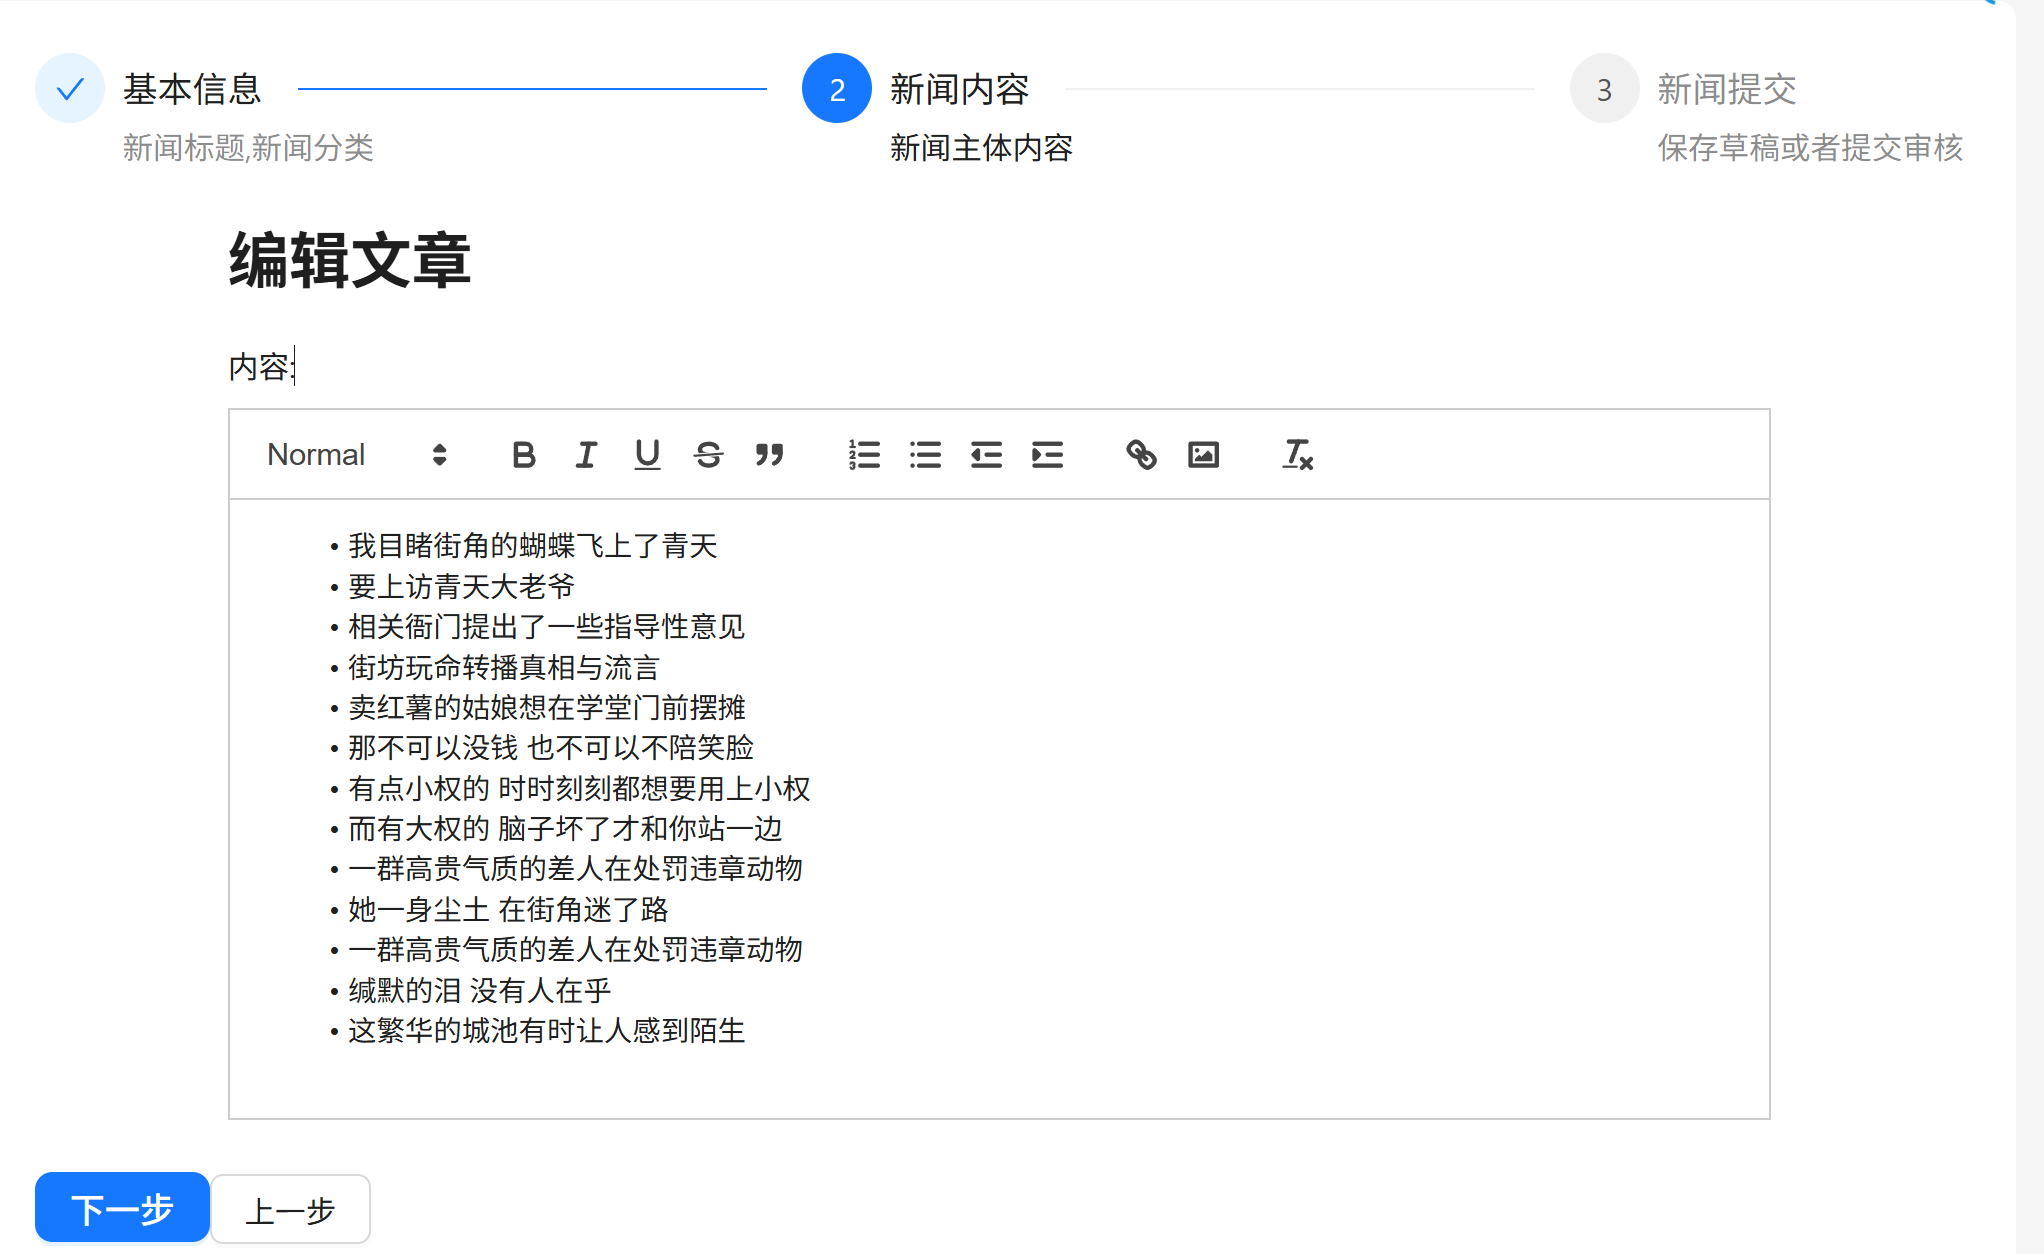 基本信息
新闻标题,新闻分类
2
新闻内容
新闻主体内容
3
新闻提交
保存草稿或者提交审核
编辑文章
内容:
Normal
• 我目睹街角的蝴蝶飞上了青天
• 要上访青天大老爷
• 相关衙门提出了一些指导性意见
• 街坊玩命转播真相与流言
• 卖红薯的姑娘想在学堂门前摆摊
• 那不可以没钱 也不可以不陪笑脸
• 有点小权的 时时刻刻都想要用上小权
• 而有大权的 脑子坏了才和你站一边
• 一群高贵气质的差人在处罚违章动物
• 她一身尘土 在街角迷了路
• 一群高贵气质的差人在处罚违章动物
• 缄默的泪 没有人在乎
• 这繁华的城池有时让人感到陌生
下一步
上一步